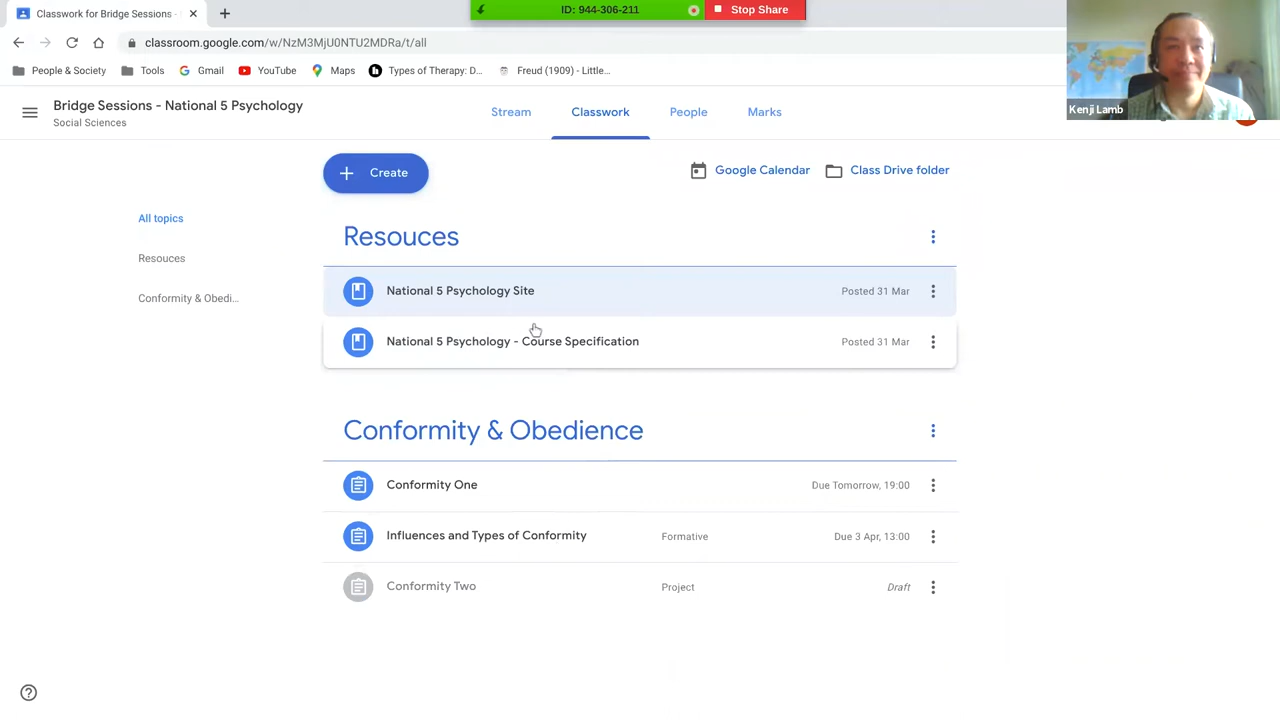 Classwork for Bridge Sessions -
ID: 944-306-211
Stop Share
classroom.google.com/w/NzM3MjU0NTU2MDRa/t/all
People & Society
Tools
Gmail
YouTube
Maps
Types of Therapy: D...
Freud (1909) - Little...
Kenji Lamb
Bridge Sessions - National 5 Psychology
Social Sciences
Stream
Classwork
People
Marks
Create
Google Calendar
Class Drive folder
All topics
Resouces
Conformity & Obedi...
Resouces
National 5 Psychology Site
Posted 31 Mar
National 5 Psychology - Course Specification
Posted 31 Mar
Conformity & Obedience
Conformity One
Due Tomorrow, 19:00
Influences and Types of Conformity
Formative
Due 3 Apr, 13:00
Conformity Two
Project
Draft